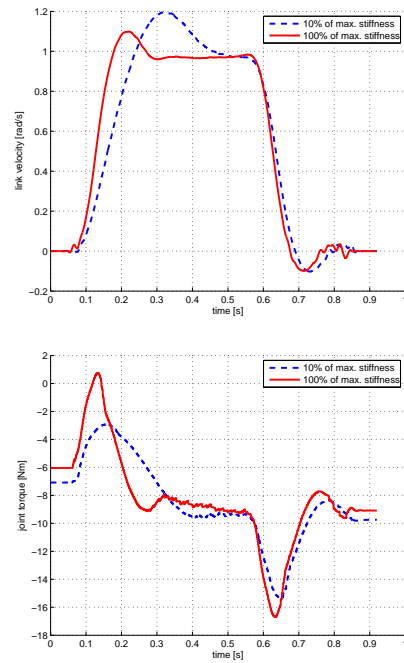 1.2
1
0.8
0.6
0.4
0.2
0
−0.2
link velocity [rad/s]
10% of max. stiffness
100% of max. stiffness
0 0.1 0.2 0.3 0.4 0.5 0.6 0.7 0.8 0.9 1
time [s]
2
0
−2
−4
−6
−8
−10
−12
−14
−16
−18
joint torque [Nm]
10% of max. stiffness
100% of max. stiffness
0 0.1 0.2 0.3 0.4 0.5 0.6 0.7 0.8 0.9
time [s]